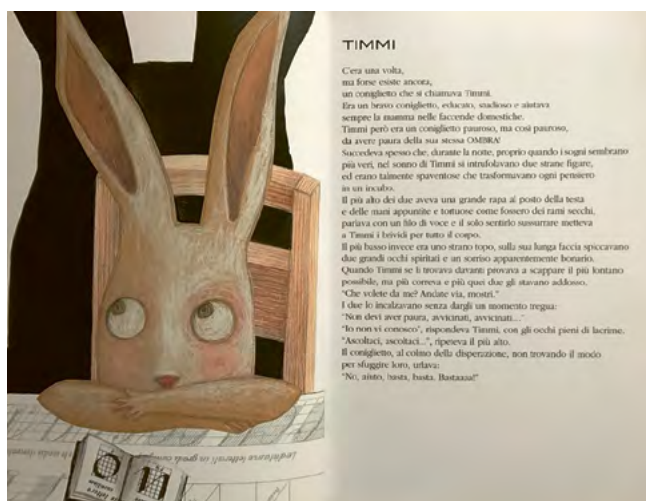 TIMMI
C'era una volta,
ma forse esiste ancora,
un coniglietto che si chiamava Timmi.
Era un bravo coniglietto, educato, studioso e aiutava
sempre la mamma nelle faccende domestiche.
Timmi però era un coniglietto pauroso, ma così pauroso,
da avere paura della sua stessa OMBRA!
Succedeva spesso che, durante la notte, proprio quando i sogni sembrano
più veri, nel sonno di Timmi si intrufolavano due strane figure,
ed erano talmente spaventose che trasformavano ogni pensiero
in un incubo.
Il più alto dei due aveva una grande rapa al posto della testa
e delle mani appuntite e tortuose come fossero dei rami secchi,
parlava con un filo di voce e il solo sentirlo sussurrare metteva
a Timmi i brividi per tutto il corpo.
Il più basso invece era uno strano topo, sulla sua lunga faccia spiccavano
due grandi occhi spiritati e un sorriso apparentemente bonario.
Quando Timmi se li trovava davanti provava a scappare il più lontano
possibile, ma più correva e più quei due gli stavano addosso.
"Che volete da me? Andate via, mostri."
I due lo incalzavano senza dargli un momento tregua:
"Non devi aver paura, avvicinati, avvicinati..."
"Io non vi conosco", rispondeva Timmi, con gli occhi pieni di lacrime.
"Ascoltaci, ascoltaci...", ripeteva il più alto.
Il coniglietto, al colmo della disperazione, non trovando il modo
per sfuggire loro, urlava:
"No, aiuto, basta, basta. Bastaaaa!"